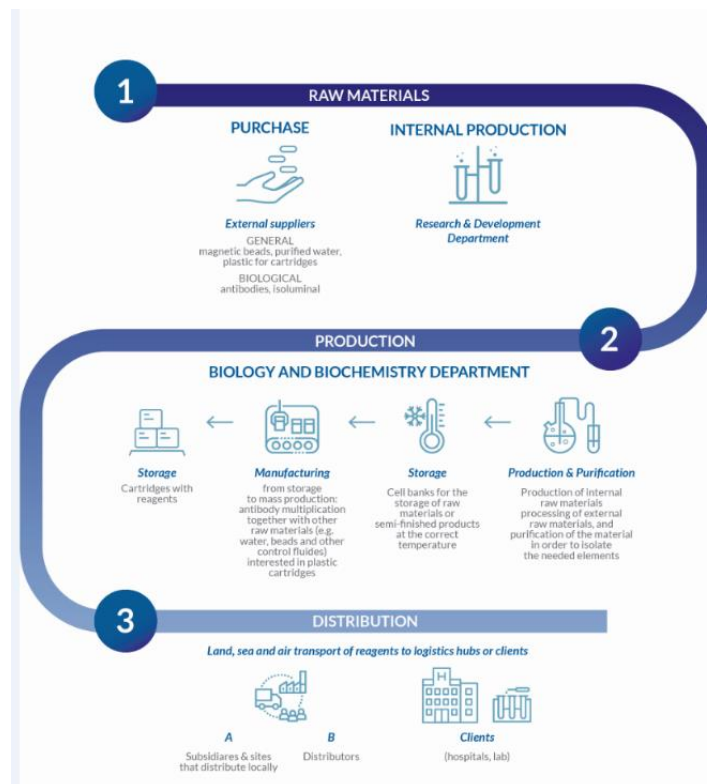 1
RAW MATERIALS
PURCHASE
External suppliers
GENERAL
magnetic beads, purified water,
plastic for cartridges
BIOLOGICAL
antibodies, isoluminal
INTERNAL PRODUCTION
Research & Development
Department
2
PRODUCTION
BIOLOGY AND BIOCHEMISTRY DEPARTMENT
Storage
Cartridges with
reagents
Manufacturing
from storage
to mass production:
antibody multiplication
together with other
raw materials (e.g.
water, beads and other
control fluides)
interested in plastic
cartridges
Storage
Cell banks for the
storage of raw
materials or
semi-finished products
at the correct
temperature
Production & Purification
Production of internal
raw materials
processing of external
raw materials, and
purification of the material
in order to isolate
the needed elements
3
DISTRIBUTION
Land, sea and air transport of reagents to logistics hubs or clients
A
Subsidiares & sites
that distribute locally
B
Distributors
H
Clients
(hospitals, lab)